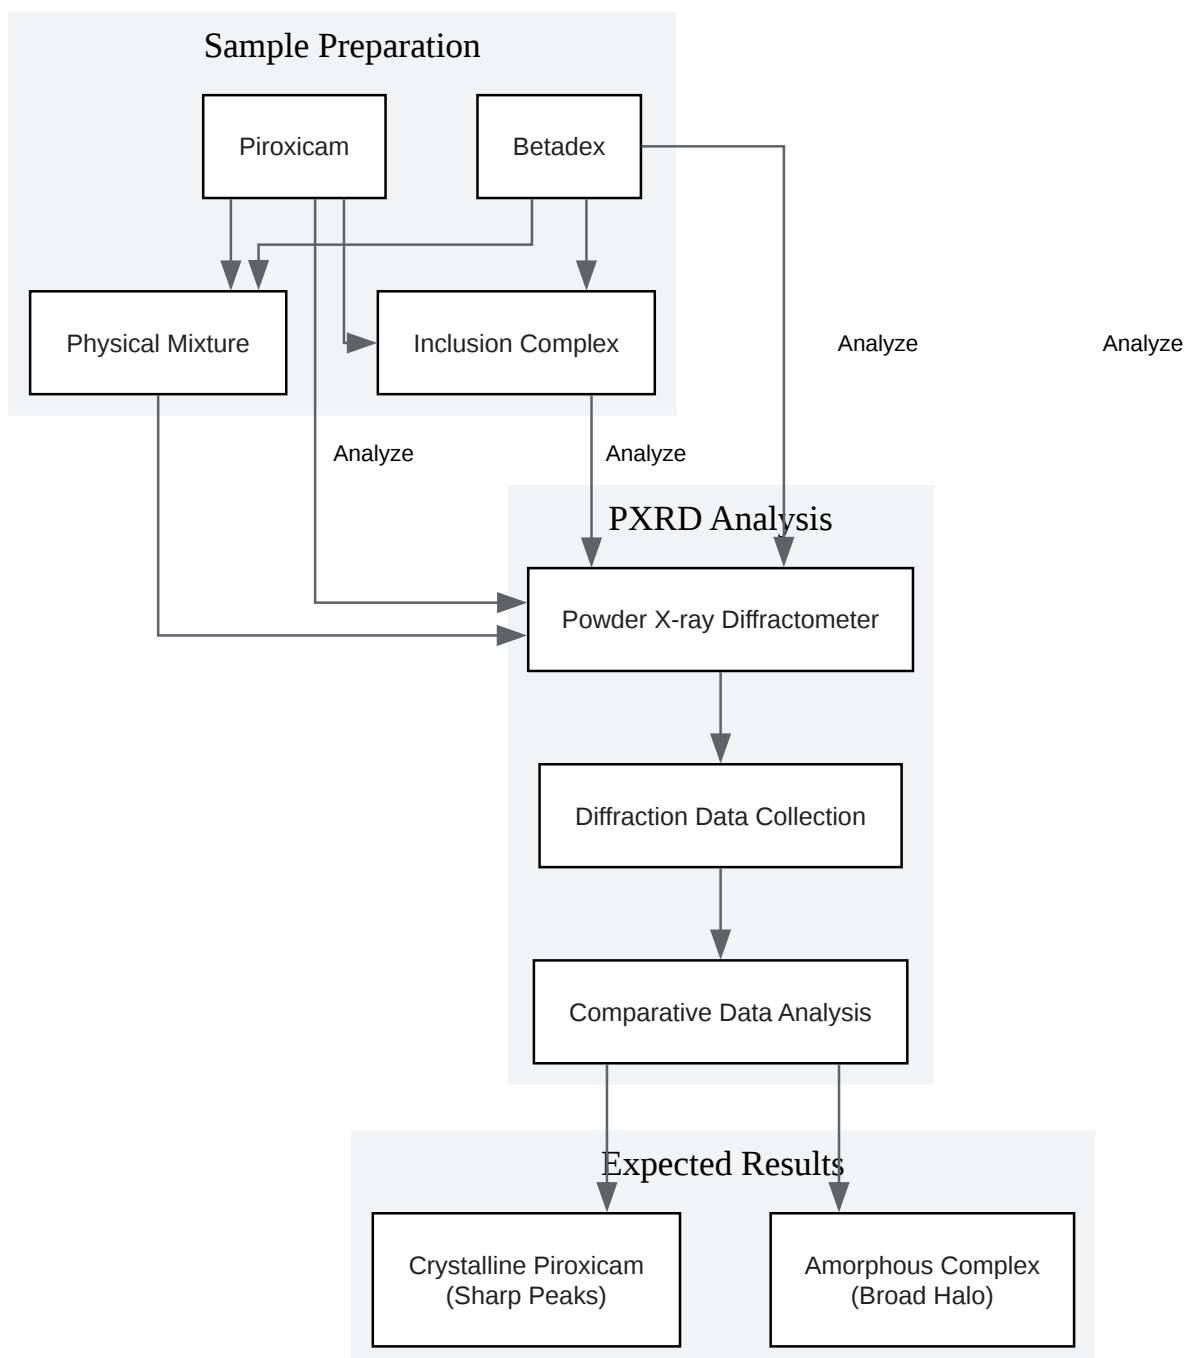 Sample Preparation
Piroxicam
Betadex
Physical Mixture
Inclusion Complex
Analyze
Analyze
Analyze
Analyze
PXRD Analysis
Powder X-ray Diffractometer
Diffraction Data Collection
Comparative Data Analysis
Expected Results
Crystalline Piroxicam
(Sharp Peaks)
Amorphous Complex
(Broad Halo)